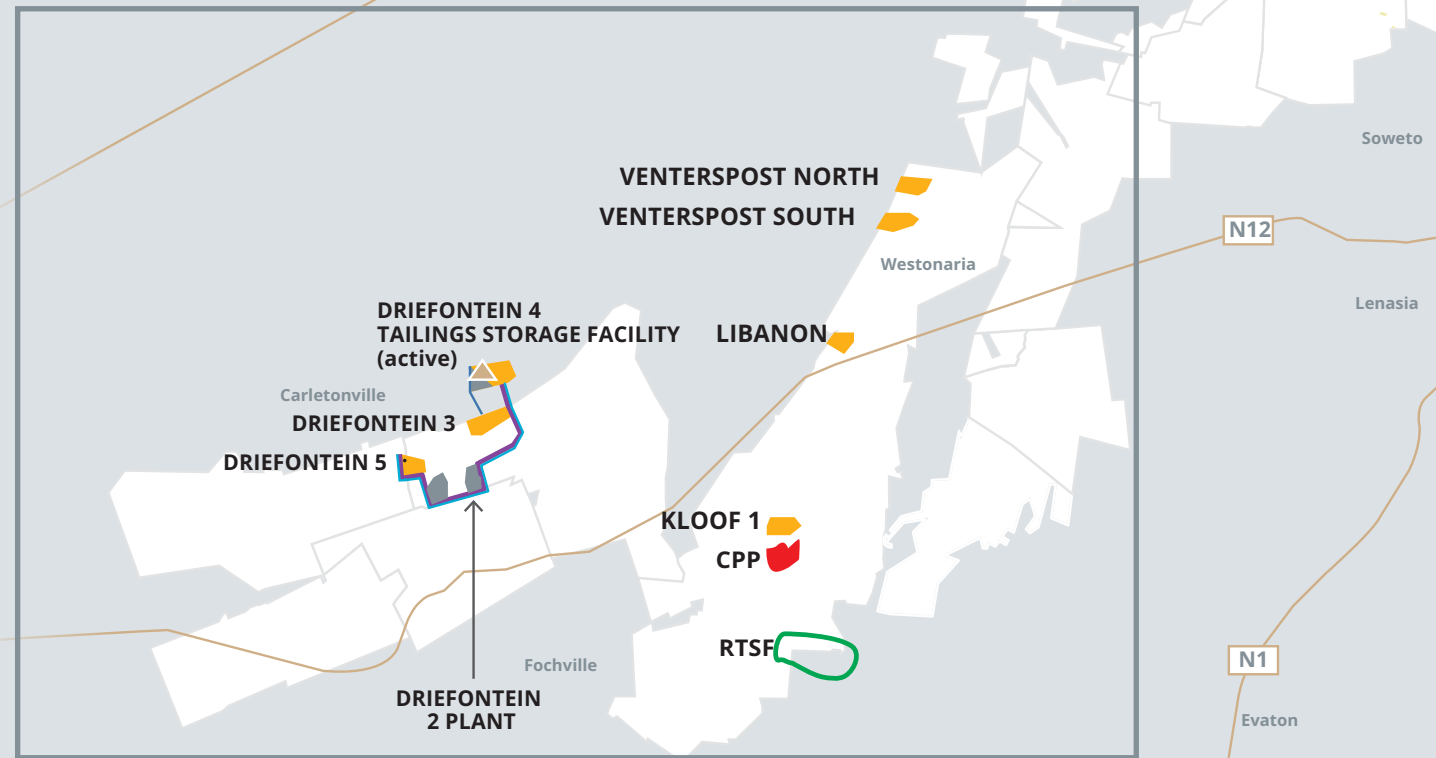 Soweto
VENTERSPOST NORTH
VENTERSPOST SOUTH
N12
Westonaria
Lenasia
DRIEFONTEIN 4
TAILINGS STORAGE FACILITY
(active)
LIBANON
Carletonville
DRIEFONTEIN 3
DRIEFONTEIN 5
KLOOF 1
CPP
RTSF
N1
Fochville
DRIEFONTEIN
2 PLANT
Evaton